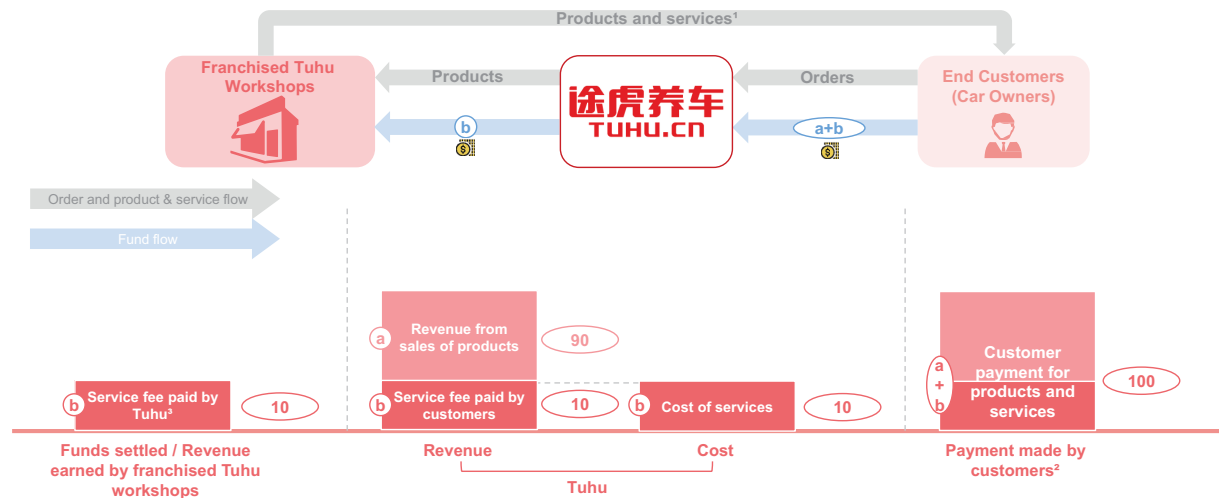 Products and services¹
Franchised Tuhu
Workshops
Products
途虎养车
TUHU.CN
Orders
End Customers
(Car Owners)
b
a+b
$
$
Order and product & service flow
Fund flow
a
Revenue from
sales of products
90
b
Service fee paid by
Tuhu³
10
b
Service fee paid by
customers
10
b
Cost of services
10
a
+
b
Customer
payment for
products and
services
100
Funds settled / Revenue
earned by franchised Tuhu
workshops
Revenue
Cost
Tuhu
Payment made by
customers²